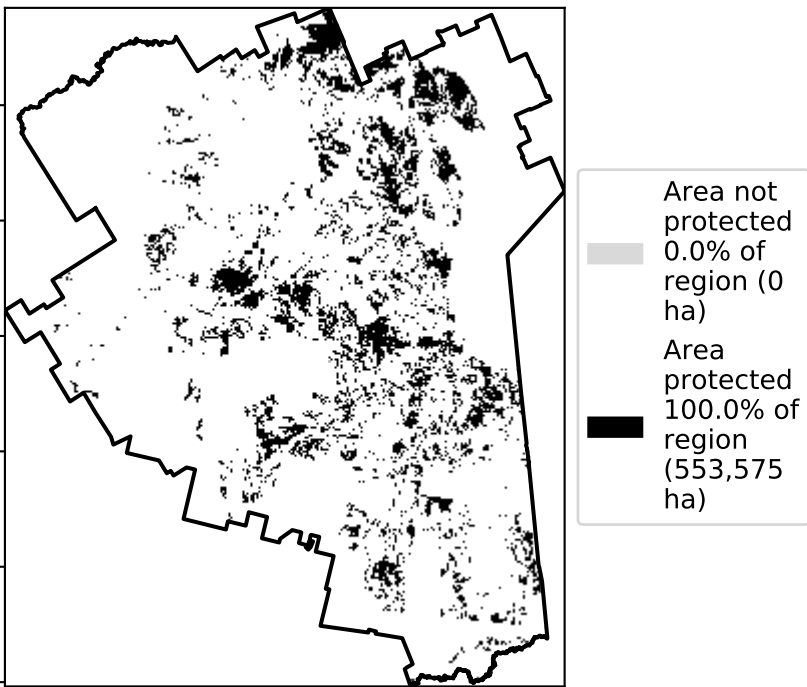 Area not
protected
0.0% of
region (0
ha)
Area
protected
100.0% of
region
(553,575
ha)